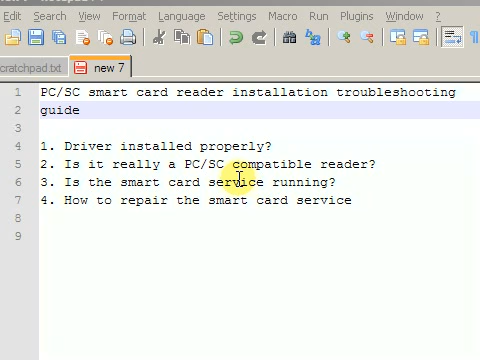 Edit Search View Format Language Settings Macro Run Plugins Window ?
cratchpad.txt new 7
1 PC/SC smart card reader installation troubleshooting
2 guide
3
4 1. Driver installed properly?
5 2. Is it really a PC/SC compatible reader?
6 3. Is the smart card service running?
7 4. How to repair the smart card service
8
9